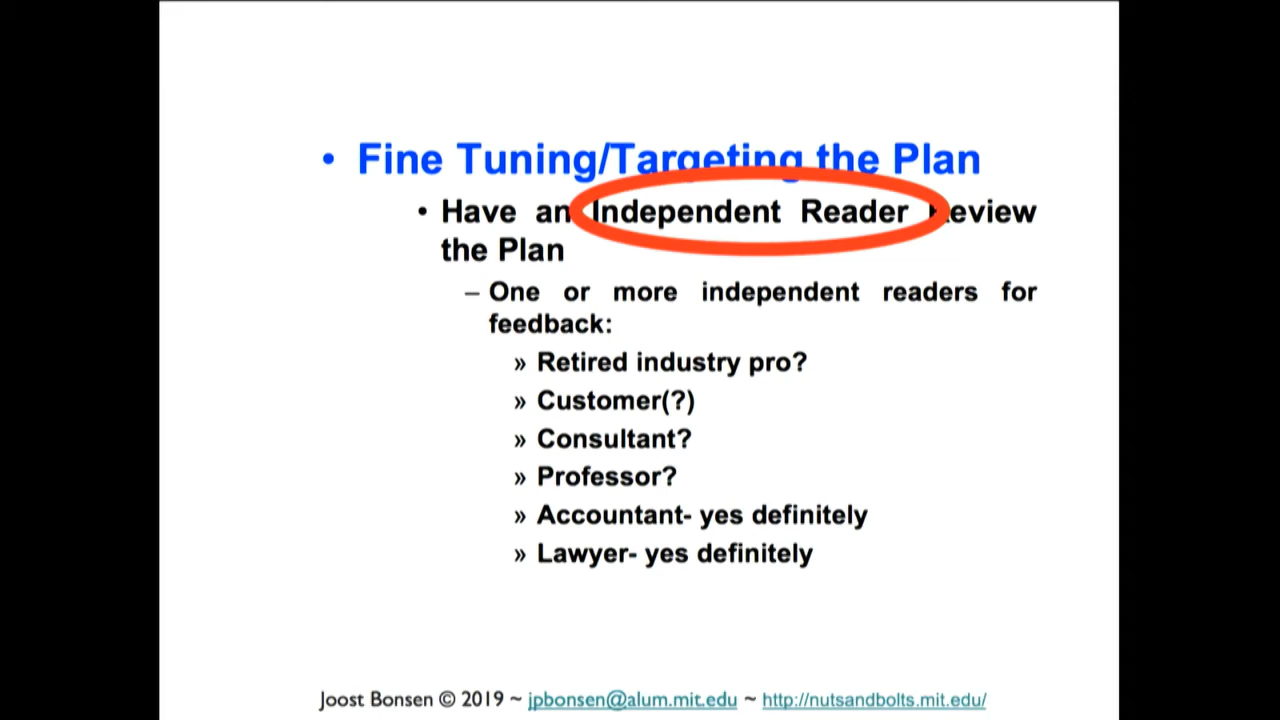 • Fine Tuning/Targeting the Plan
• Have an Independent Reader Review
the Plan
– One or more independent readers for
feedback:
» Retired industry pro?
» Customer(?)
» Consultant?
» Professor?
» Accountant- yes definitely
» Lawyer- yes definitely
Joost Bonsen © 2019 ~ jpbonsen@alum.mit.edu ~ http://nutsandbolts.mit.edu/